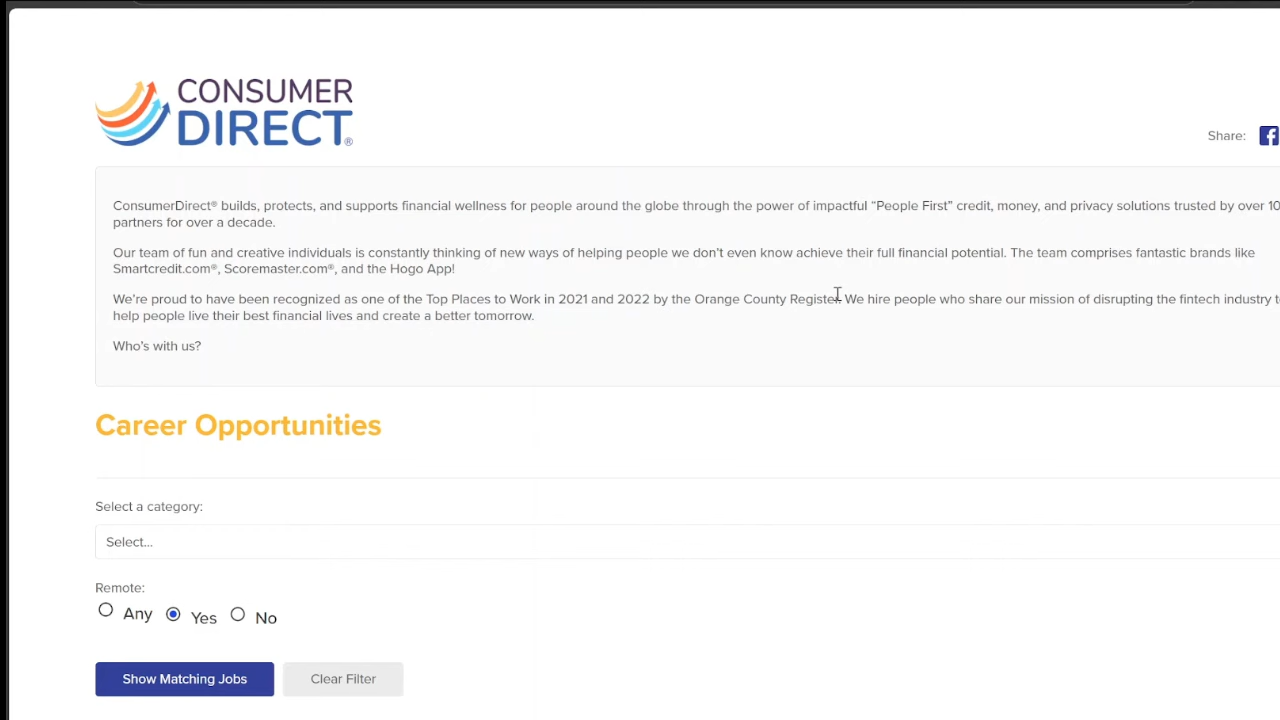 CONSUMER
DIRECT®
Share:
ConsumerDirect® builds, protects, and supports financial wellness for people around the globe through the power of impactful “People First” credit, money, and privacy solutions trusted by over
partners for over a decade.
Our team of fun and creative individuals is constantly thinking of new ways of helping people we don’t even know achieve their full financial potential. The team comprises fantastic brands like
Smartcredit.com®, Scoremaster.com®, and the Hogo App!
We’re proud to have been recognized as one of the Top Places to Work in 2021 and 2022 by the Orange County Register. We hire people who share our mission of disrupting the fintech industry
help people live their best financial lives and create a better tomorrow.
Who’s with us?
Career Opportunities
Select a category:
Select...
Remote:
Any Yes No
Show Matching Jobs Clear Filter